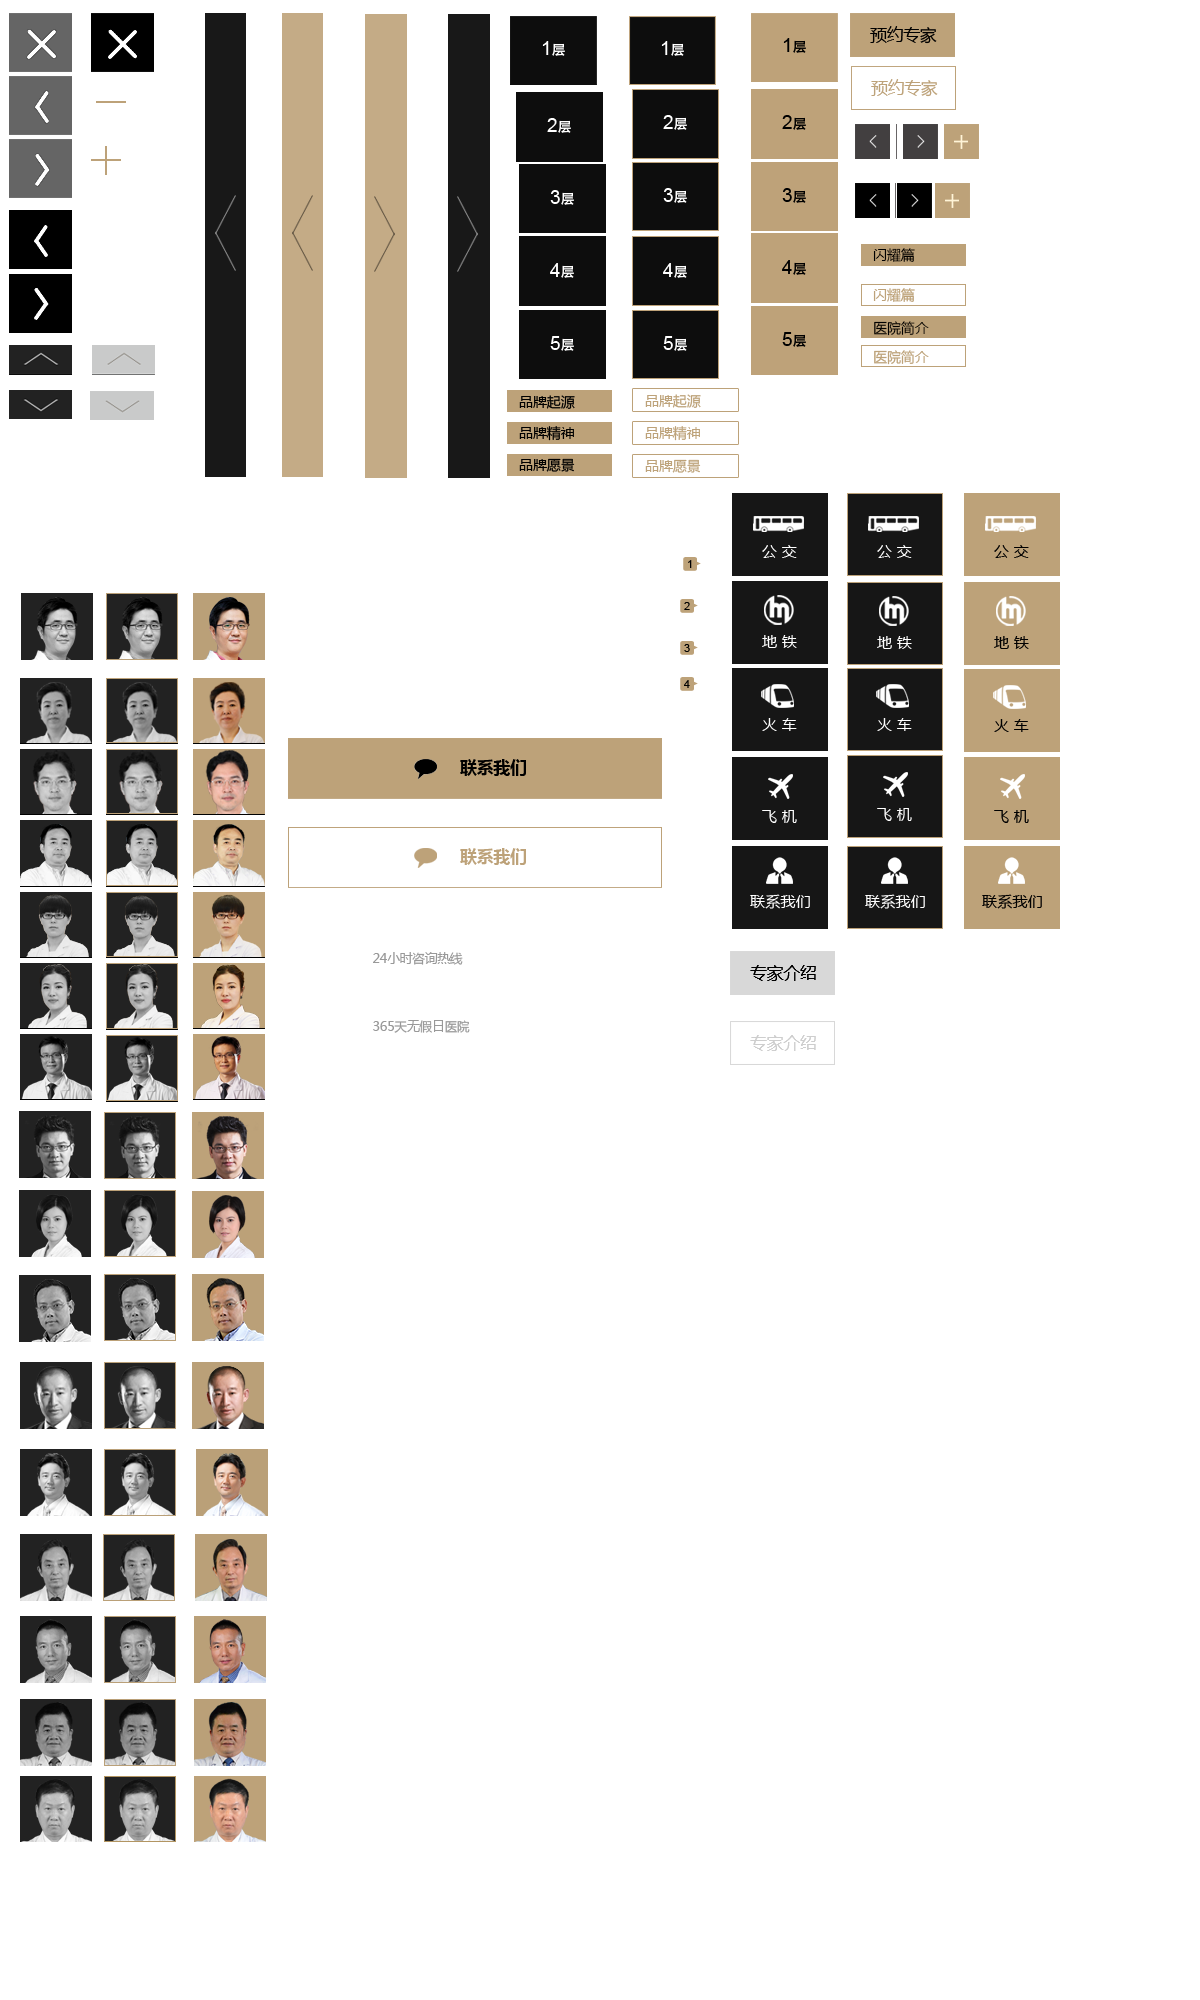 1层
1层
1层
预约专家
预约专家
2层
2层
2层
3层
3层
3层
4层
4层
4层
5层
5层
5层
闪耀篇
闪耀篇
医院简介
医院简介
品牌起源
品牌起源
品牌精神
品牌精神
品牌愿景
品牌愿景
公交
公交
公交
1
2
3
4
地铁
地铁
地铁
火车
火车
火车
飞机
飞机
飞机
联系我们
联系我们
联系我们
联系我们
联系我们
24小时咨询热线
365天无假日医院
专家介绍
专家介绍